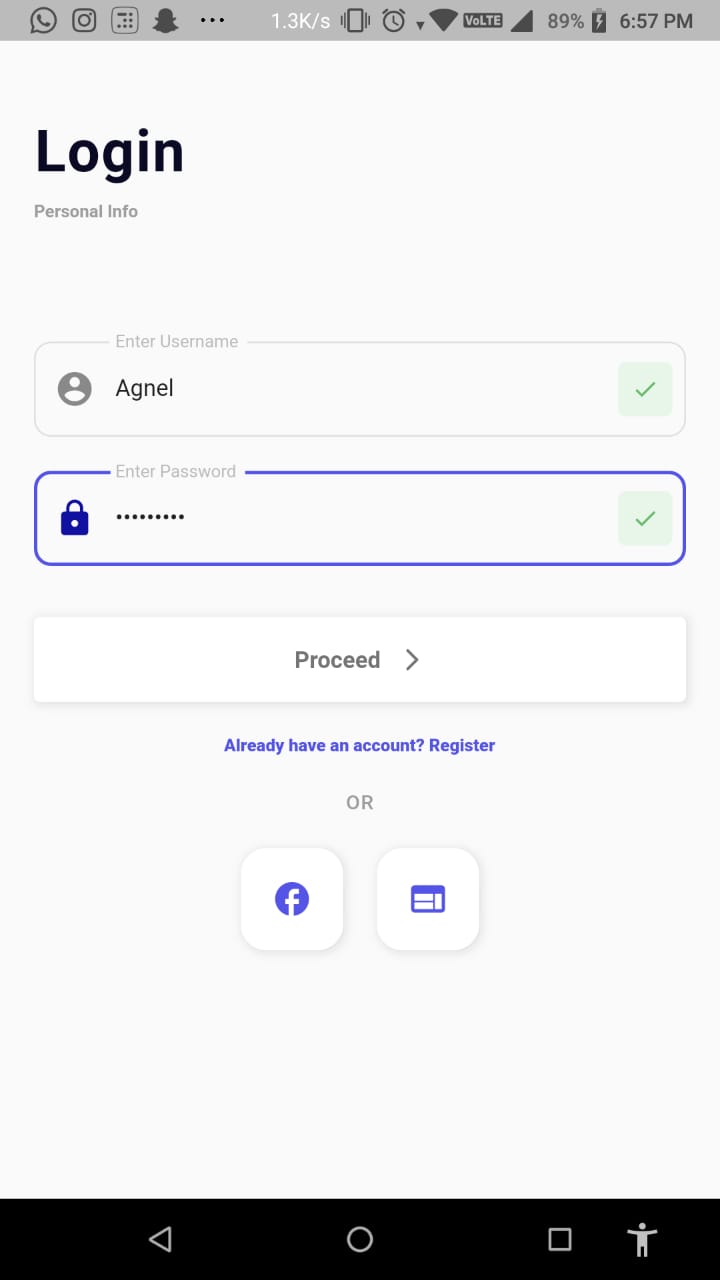 1.3K/s VoLTE 89% 6:57 PM
Login
Personal Info
Enter Username
Agnel
Enter Password
•••••••••
Proceed
Already have an account? Register
OR